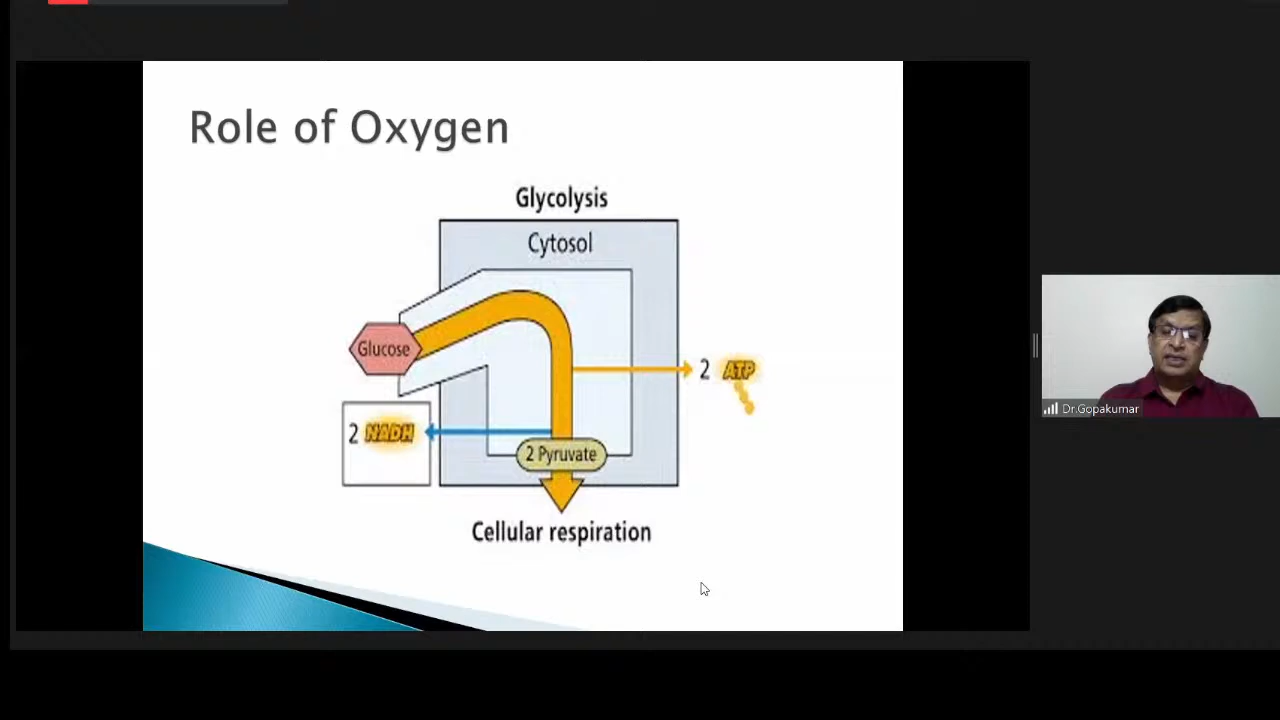 Role of Oxygen
Glycolysis
Cytosol
Glucose
2 ATP
2 NADH
2 Pyruvate
Cellular respiration
Dr.Gopakumar